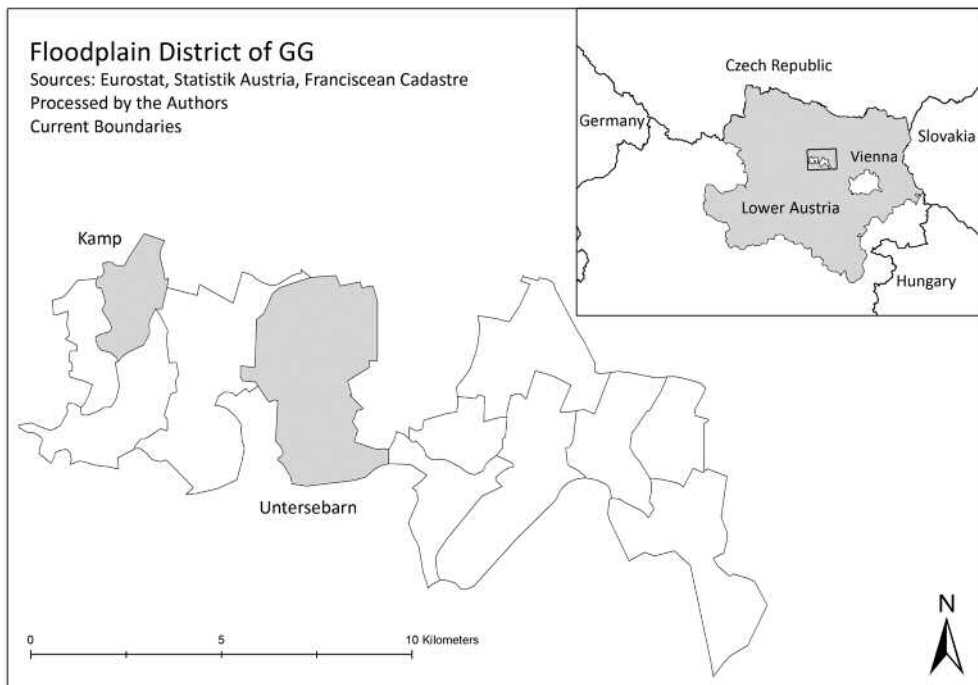 Floodplain District of GG
Sources: Eurostat, Statistik Austria, Franciscean Cadastre
Processed by the Authors
Current Boundaries
Czech Republic
Germany
Slovakia
Vienna
Lower Austria
Hungary
Kamp
Untersebarn
N
0 5 10 Kilometers